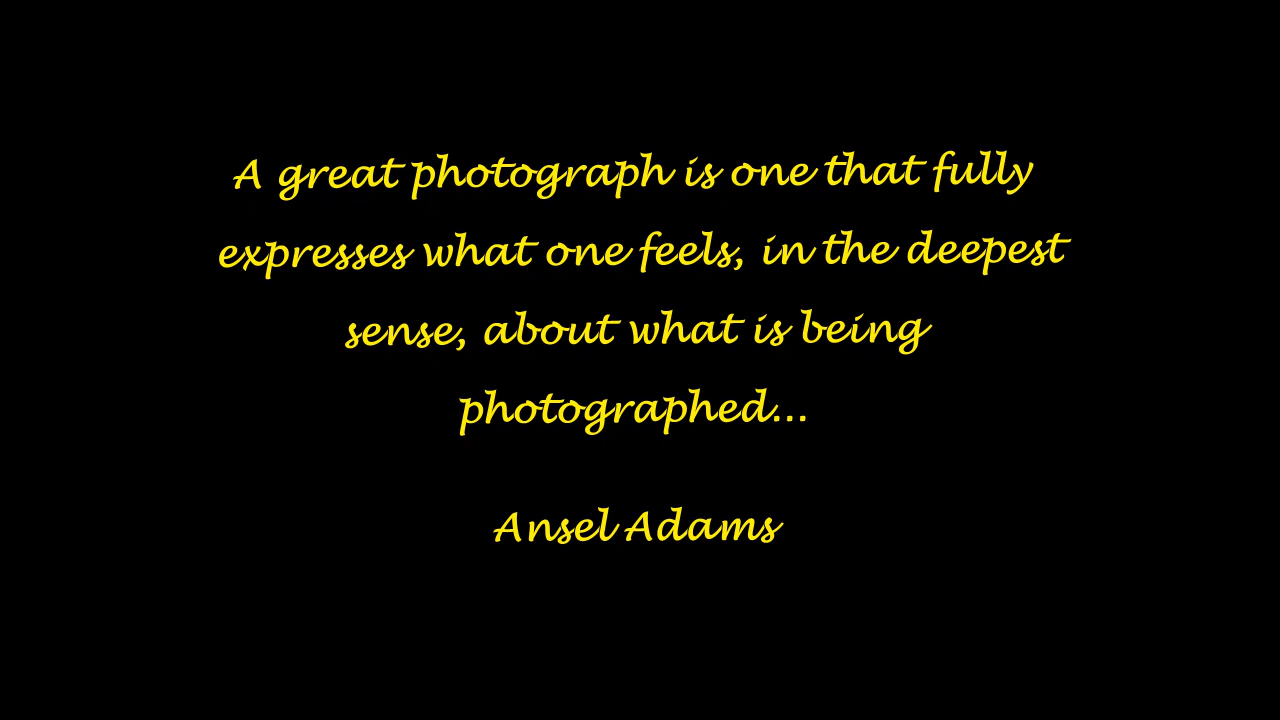 A great photograph is one that fully
expresses what one feels, in the deepest
sense, about what is being
photographed...
Ansel Adams